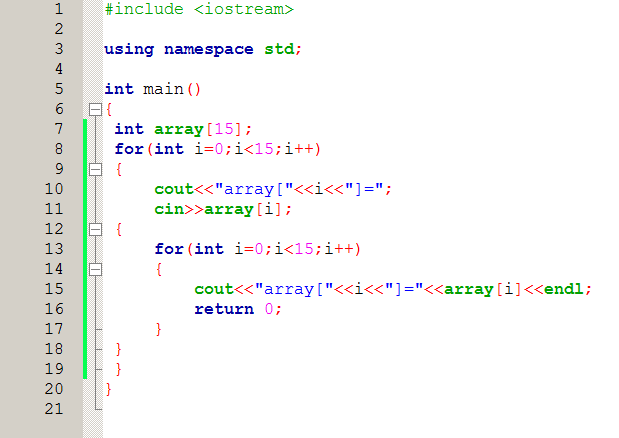 1 #include <iostream>
2
3 using namespace std;
4
5 int main()
6 {
7 int array[15];
8 for(int i=0;i<15;i++)
9 {
10 cout<<"array["<<i<<"]=";
11 cin>>array[i];
12 {
13 for(int i=0;i<15;i++)
14 {
15 cout<<"array["<<i<<"]="<<array[i]<<endl;
16 return 0;
17 }
18 }
19 }
20 }
21